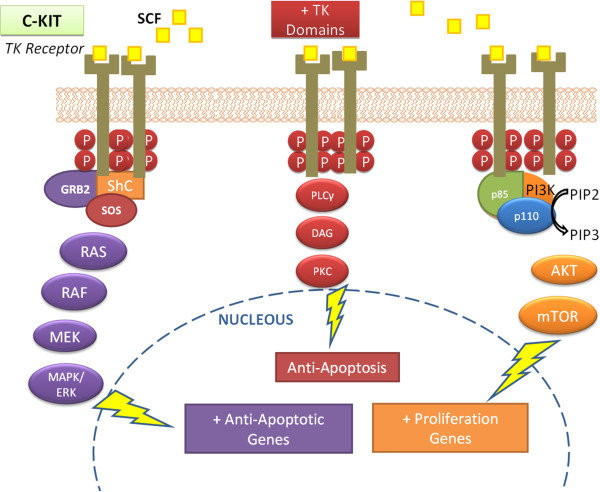 C-KIT
TK Receptor
SCF
+ TK
Domains
P P P P
P P P P
P P P P
P P P P
P P P P
P P P P
GRB2
ShC
SOS
PLCγ
p85
PI3K
p110
PIP2
PIP3
RAS
DAG
AKT
RAF
PKC
mTOR
MEK
NUCLEOUS
MAPK/
ERK
Anti-Apoptosis
+ Anti-Apoptotic
Genes
+ Proliferation
Genes